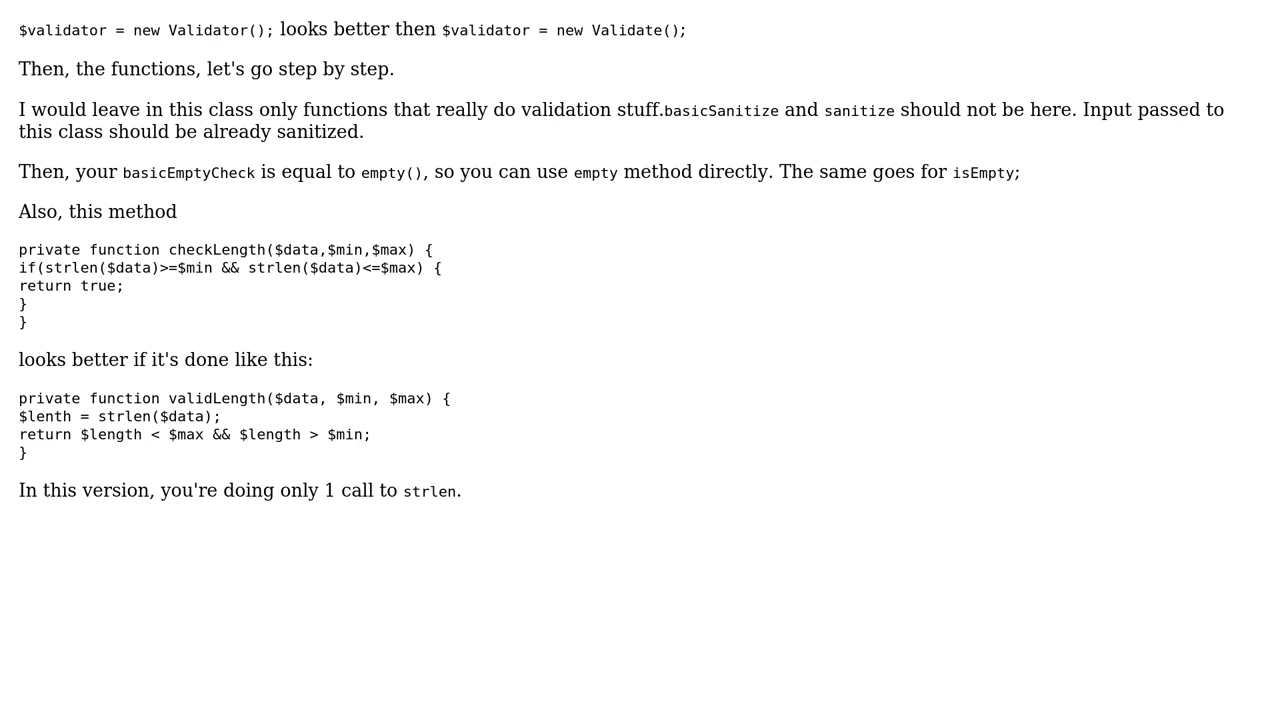 $validator = new Validator(); looks better then $validator = new Validate();
Then, the functions, let's go step by step.
I would leave in this class only functions that really do validation stuff.basicSanitize and sanitize should not be here. Input passed to
this class should be already sanitized.
Then, your basicEmptyCheck is equal to empty(), so you can use empty method directly. The same goes for isEmpty;
Also, this method
private function checkLength($data,$min,$max) {
if(strlen($data)>=$min && strlen($data)<=$max) {
return true;
}
}
looks better if it's done like this:
private function validLength($data, $min, $max) {
$lenth = strlen($data);
return $length < $max && $length > $min;
}
In this version, you're doing only 1 call to strlen.